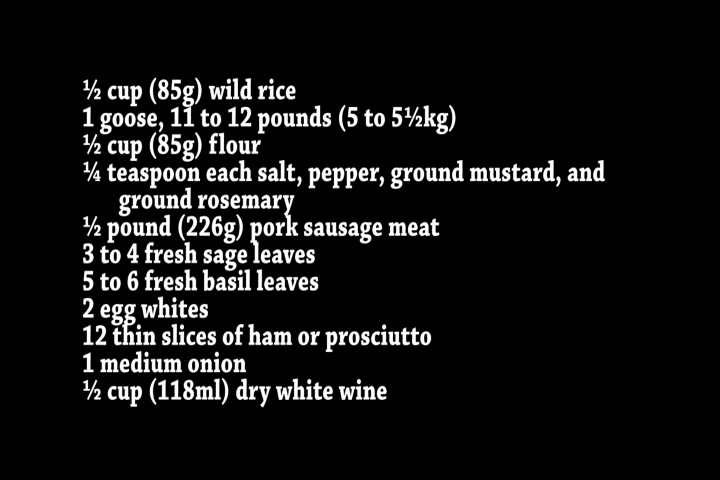 ½ cup (85g) wild rice
1 goose, 11 to 12 pounds (5 to 5½kg)
½ cup (85g) flour
¼ teaspoon each salt, pepper, ground mustard, and
ground rosemary
½ pound (226g) pork sausage meat
3 to 4 fresh sage leaves
5 to 6 fresh basil leaves
2 egg whites
12 thin slices of ham or prosciutto
1 medium onion
½ cup (118ml) dry white wine